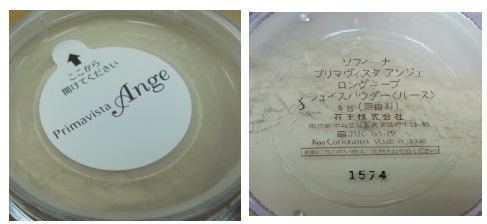 ここから
開けてください
Primavista Ange
ソフィーナ
プリマヴィスタ アンジェ
ロングキープ
フェイスパウダー〈ルース〉
6g(無香料)
花王株式会社
Kao Corporation Made in Japan
1574